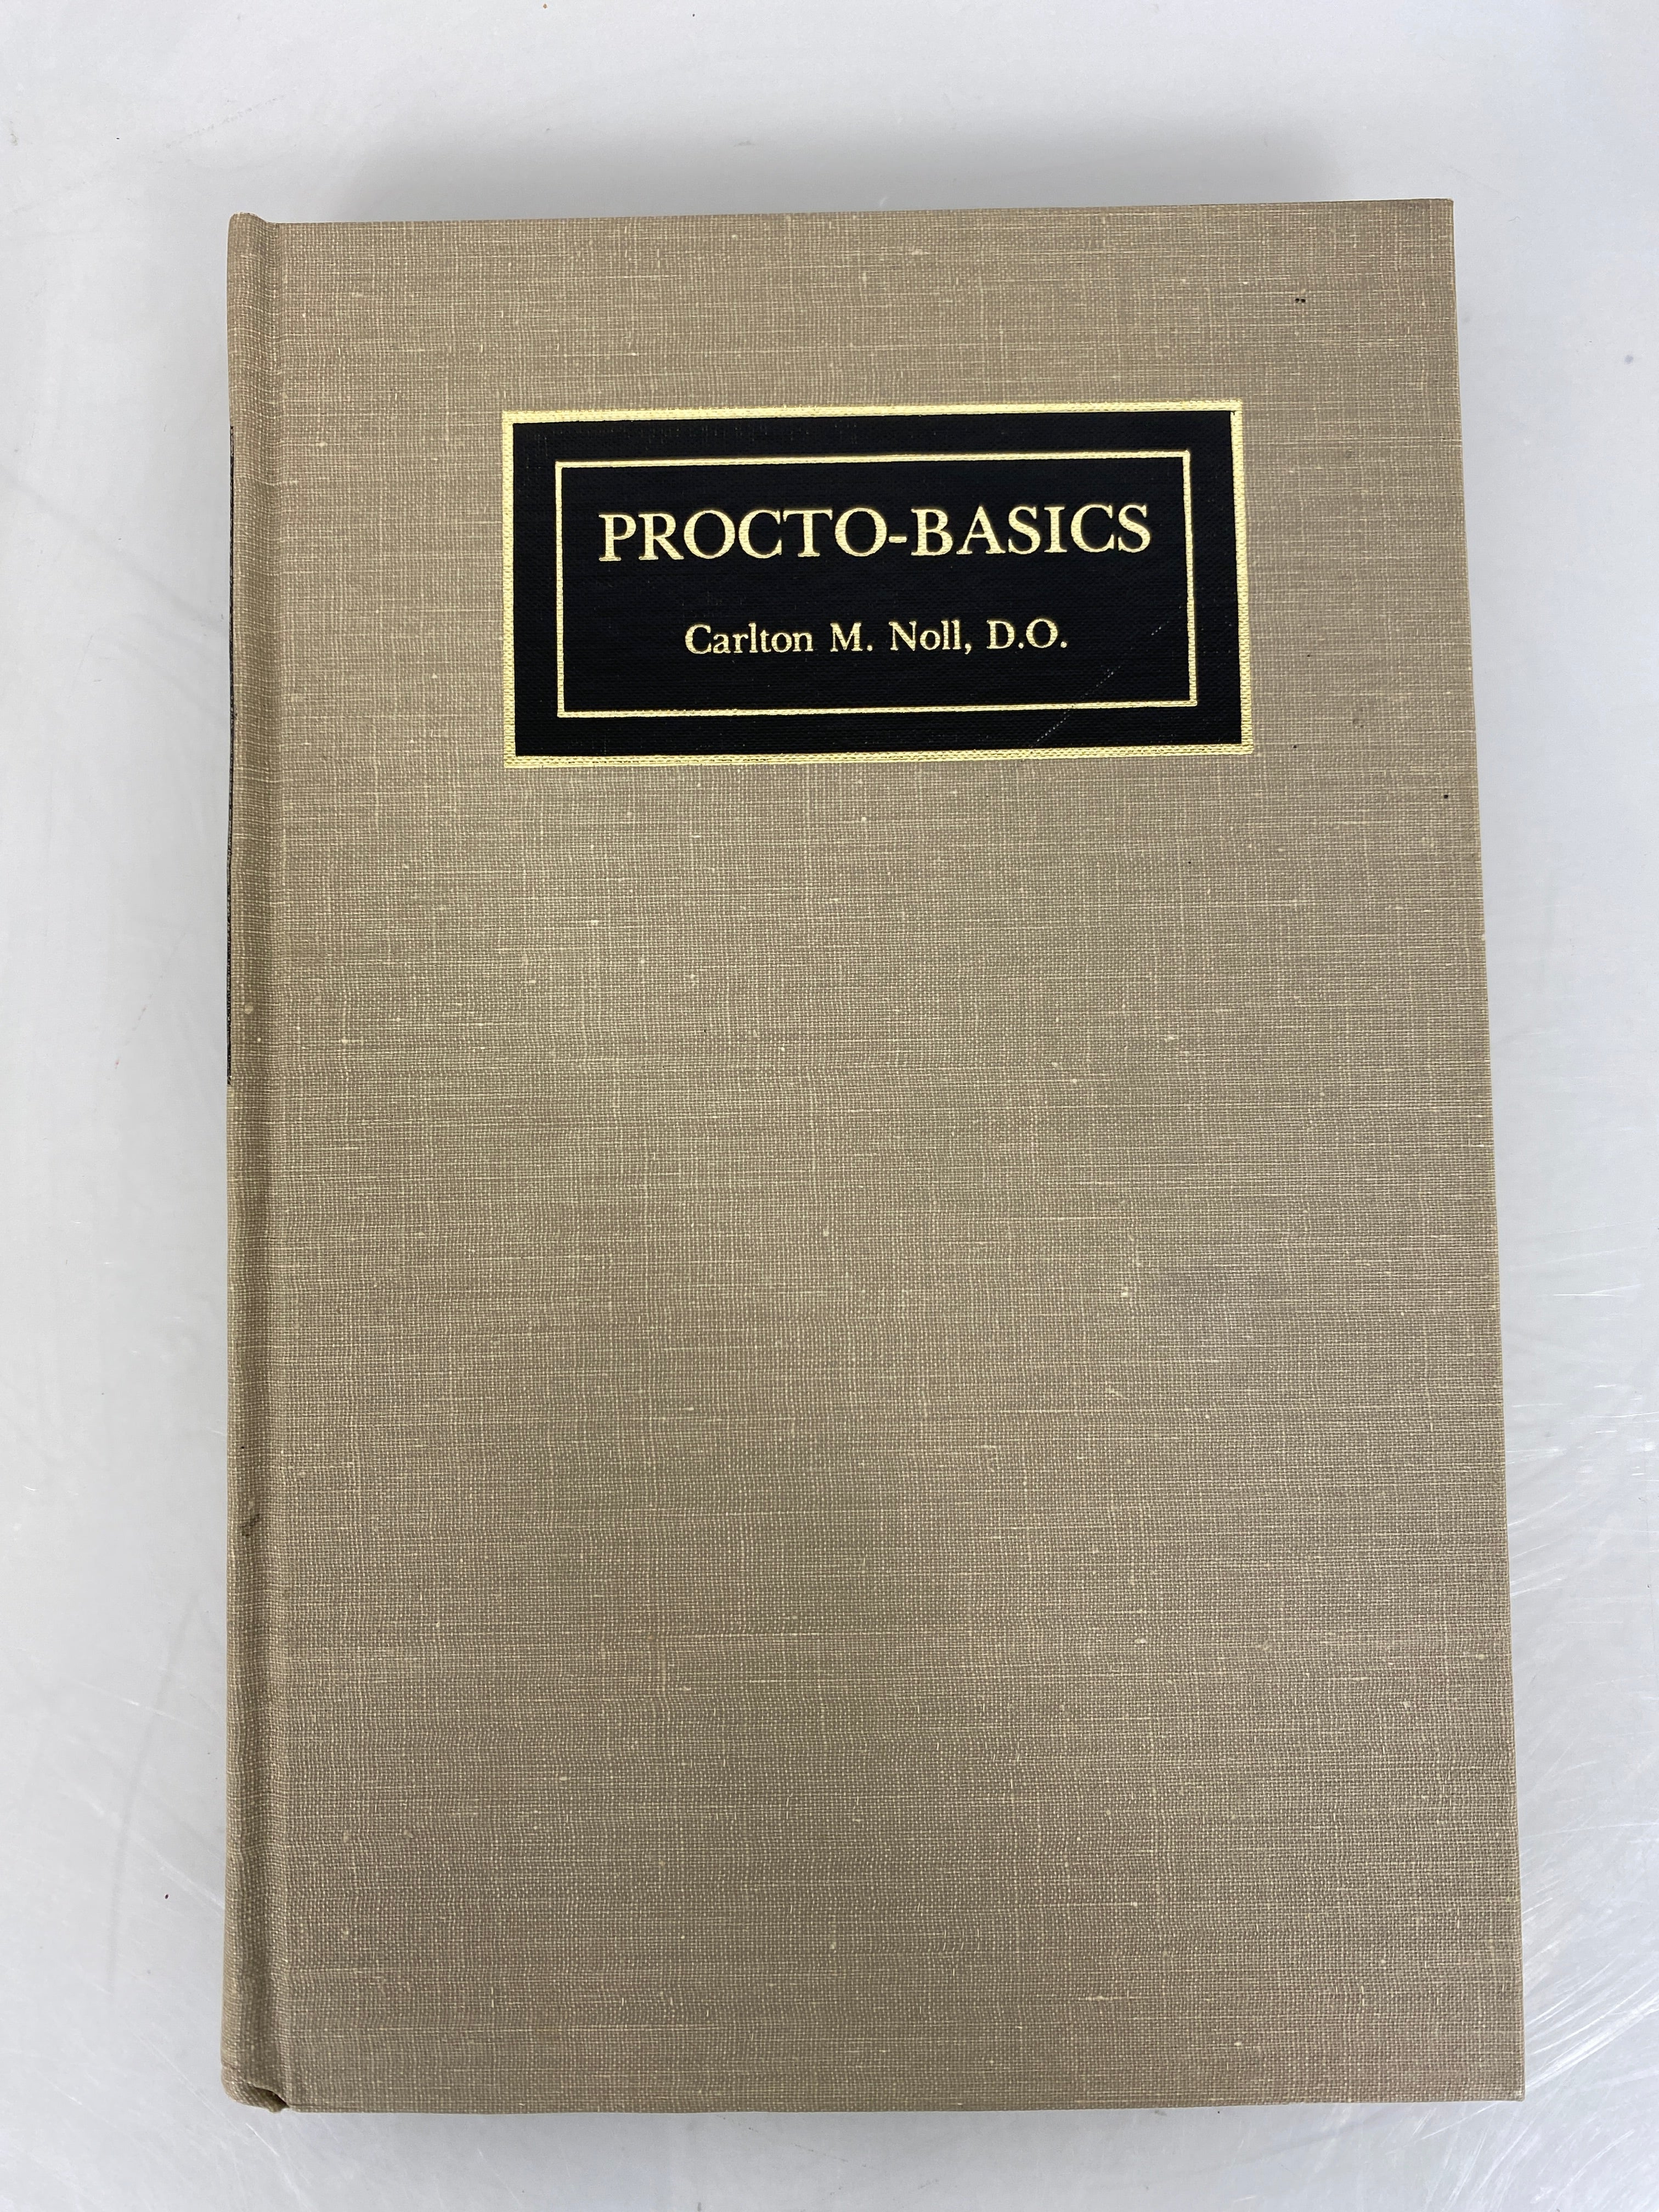 PROCTO-BASICS
Carlton M. Noll, D.O.